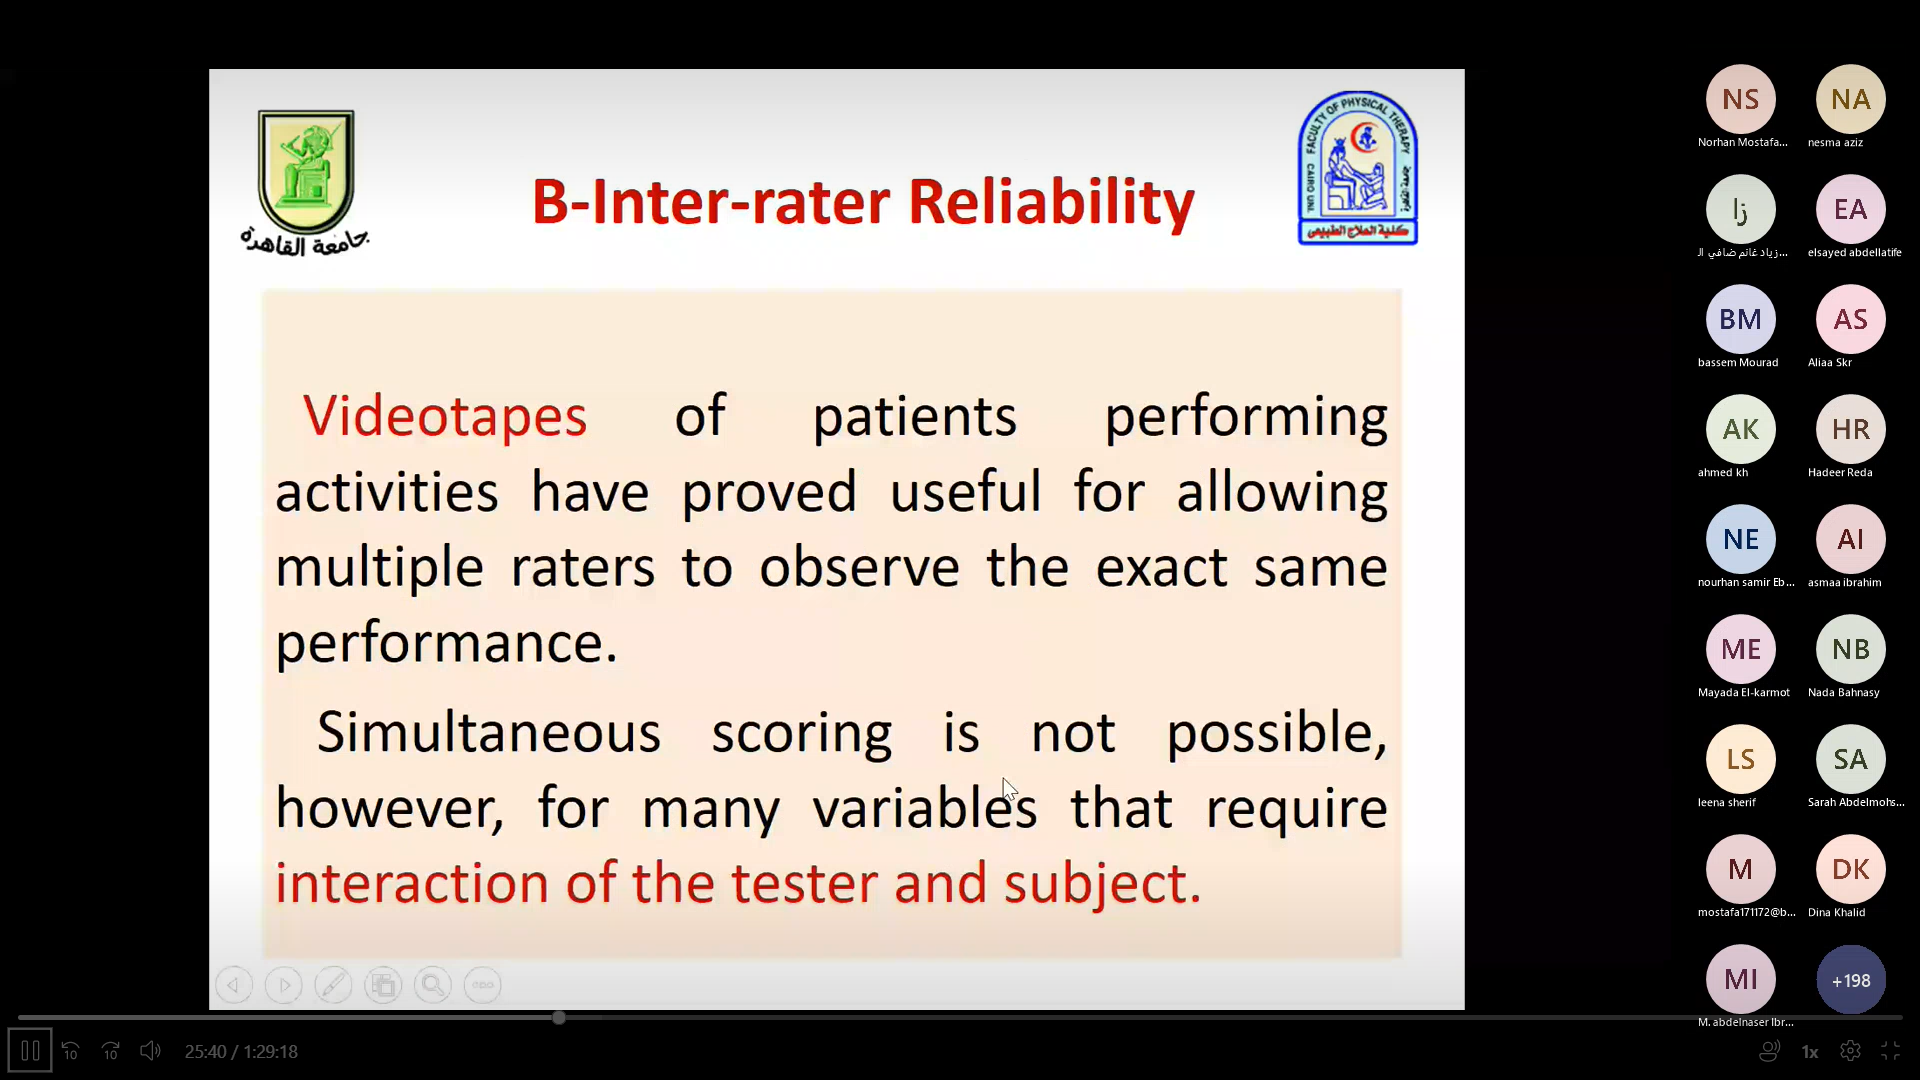 B-Inter-rater Reliability
جامعة القاهرة
FACULTY OF PHYSICAL THERAPY
CAIRO UNI.
جامعة القاهرة
كلية العلاج الطبيعى
Videotapes of patients performing
activities have proved useful for allowing
multiple raters to observe the exact same
performance.
Simultaneous scoring is not possible,
however, for many variables that require
interaction of the tester and subject.
NS
Norhan Mostafa...
NA
nesma aziz
زا
زياد غانم ضافي ال...
EA
elsayed abdellatife
BM
bassem Mourad
AS
Aliaa Skr
AK
ahmed kh
HR
Hadeer Reda
NE
nourhan samir Eb...
AI
asmaa ibrahim
ME
Mayada El-karmot
NB
Nada Bahnasy
LS
leena sherif
SA
Sarah Abdelmohs...
M
mostafa171172@b...
DK
Dina Khalid
MI
M. abdelnaser Ibr...
+198
10
10
25:40 / 1:29:18
1x